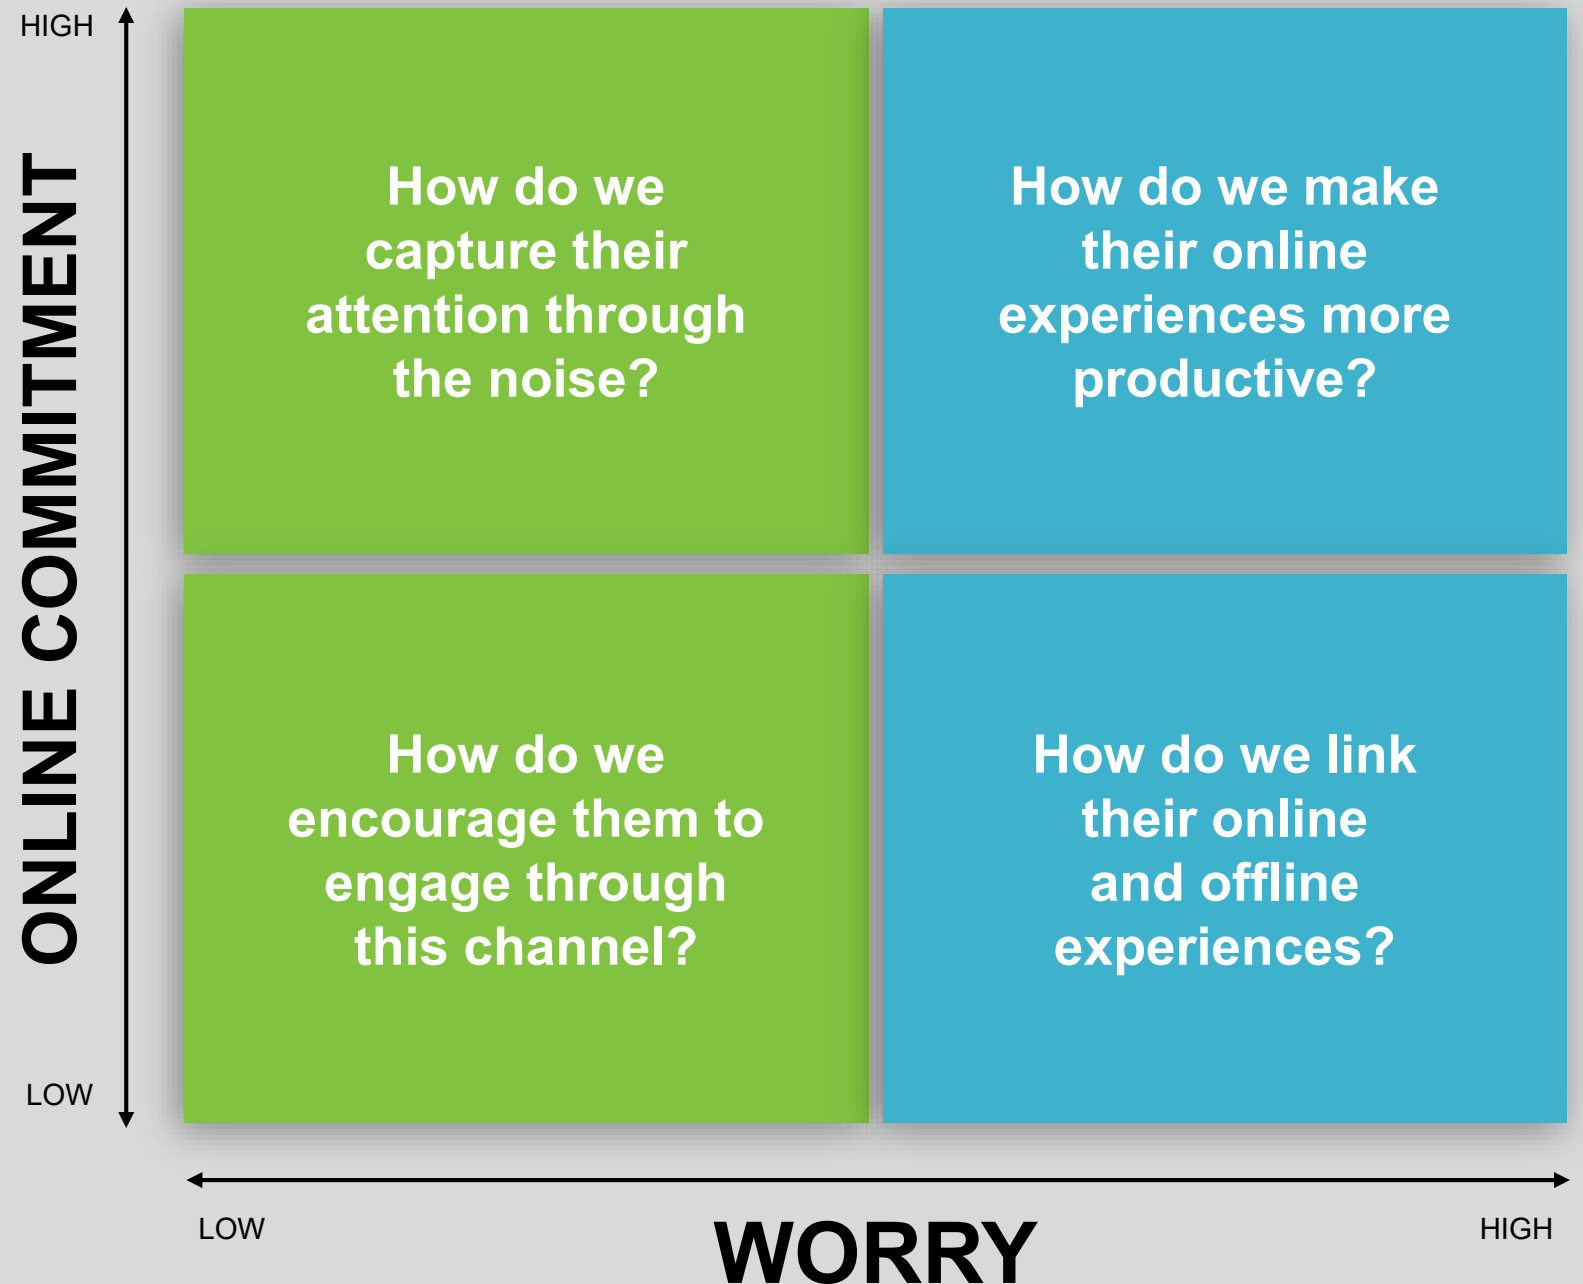 HIGH
ONLINE COMMITMENT
LOW
How do we
capture their
attention through
the noise?
How do we make
their online
experiences more
productive?
How do we
encourage them to
engage through
this channel?
How do we link
their online
and offline
experiences?
LOW
WORRY
HIGH